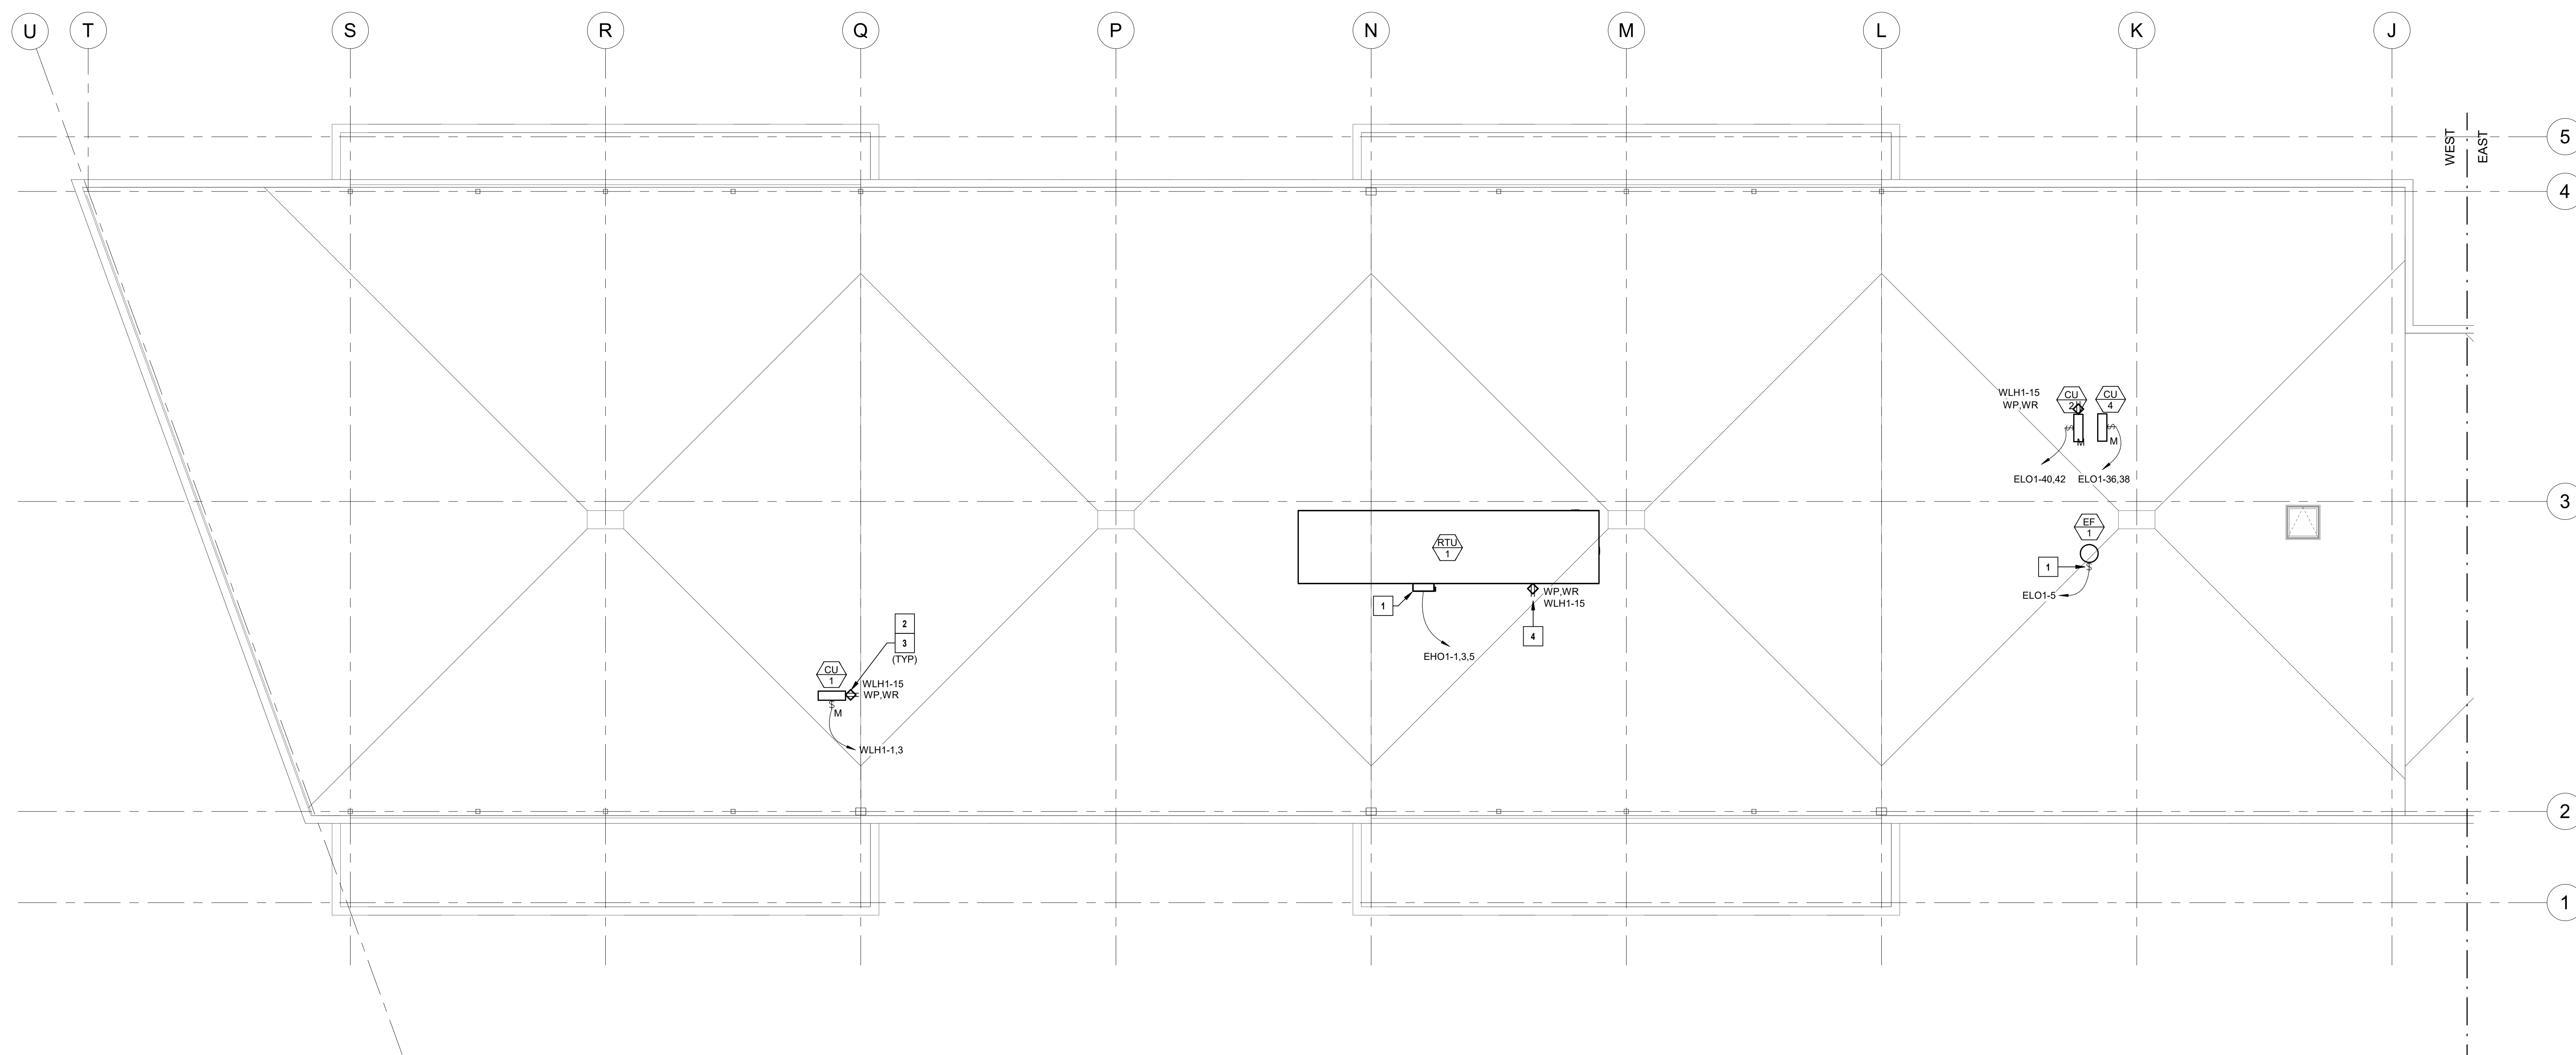 U
T
S
R
Q
P
N
M
L
K
J
5
4
3
2
1
WEST
EAST
WLH1-15
WP,WR
CU
2
CU
4
S
M
S
M
ELO1-40,42
ELO1-36,38
EF
1
1
S
ELO1-5
RTU
1
1
EHO1-1,3,5
WP,WR
WLH1-15
4
2
3
(TYP)
CU
1
WLH1-15
WP,WR
S
M
WLH1-1,3